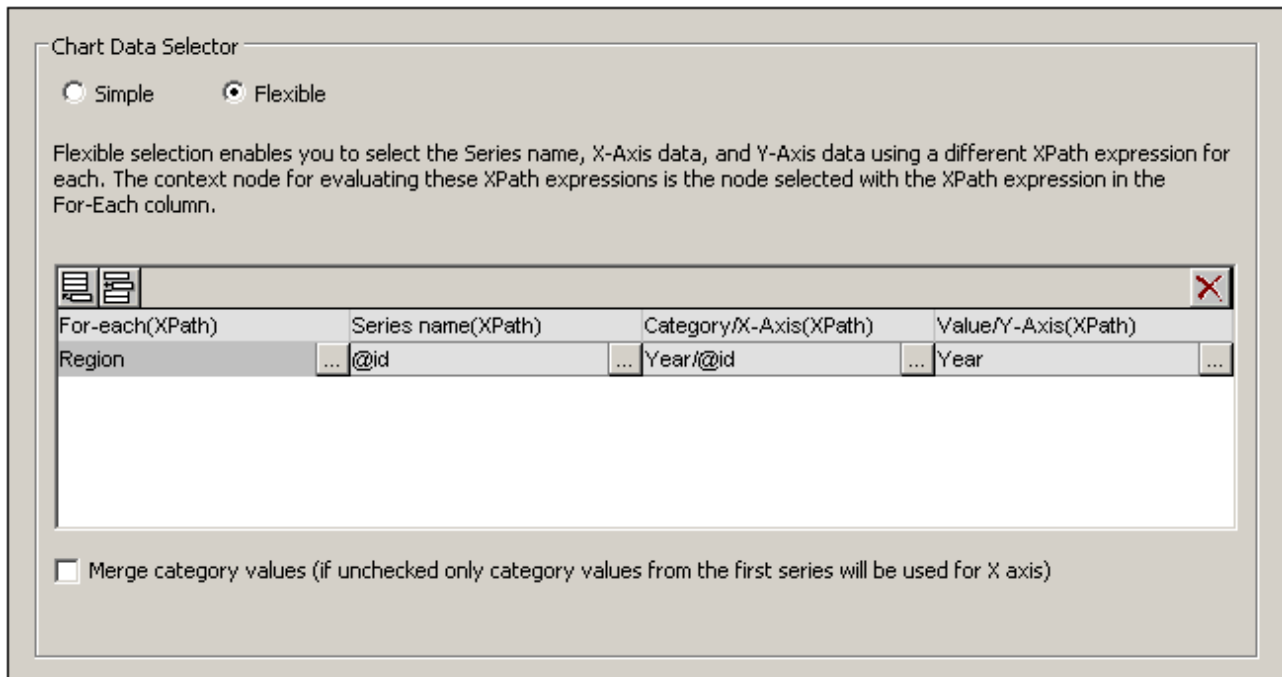 Chart Data Selector
Simple Flexible
Flexible selection enables you to select the Series name, X-Axis data, and Y-Axis data using a different XPath expression for
each. The context node for evaluating these XPath expressions is the node selected with the XPath expression in the
For-Each column.
For-each(XPath) Series name(XPath) Category/X-Axis(XPath) Value/Y-Axis(XPath)
Region ... @id ... Year/@id ... Year ...
Merge category values (if unchecked only category values from the first series will be used for X axis)